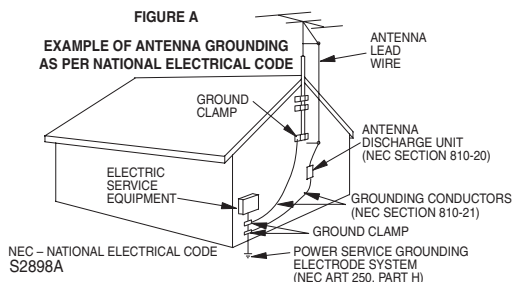 FIGURE A
EXAMPLE OF ANTENNA GROUNDING
AS PER NATIONAL ELECTRICAL CODE
ANTENNA
LEAD
WIRE
GROUND
CLAMP
ANTENNA
DISCHARGE UNIT
(NEC SECTION 810-20)
ELECTRIC
SERVICE
EQUIPMENT
GROUNDING CONDUCTORS
(NEC SECTION 810-21)
GROUND CLAMP
POWER SERVICE GROUNDING
ELECTRODE SYSTEM
(NEC ART 250, PART H)
NEC – NATIONAL ELECTRICAL CODE
S2898A